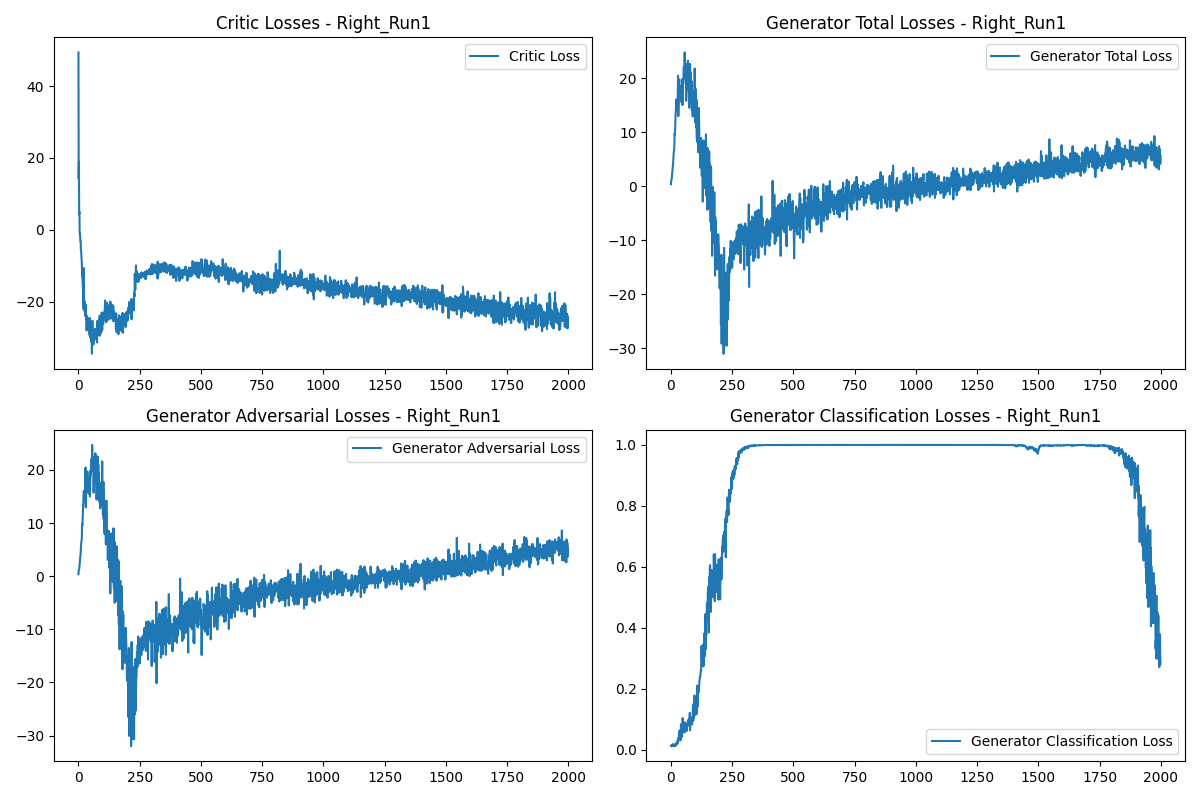 Critic Losses - Right_Run1
Critic Loss
40
20
0
−20
0 250 500 750 1000 1250 1500 1750 2000
Generator Total Losses - Right_Run1
Generator Total Loss
20
10
0
−10
−20
−30
0 250 500 750 1000 1250 1500 1750 2000
Generator Adversarial Losses - Right_Run1
Generator Adversarial Loss
20
10
0
−10
−20
−30
0 250 500 750 1000 1250 1500 1750 2000
Generator Classification Losses - Right_Run1
1.0
0.8
0.6
0.4
0.2
0.0
Generator Classification Loss
0 250 500 750 1000 1250 1500 1750 2000